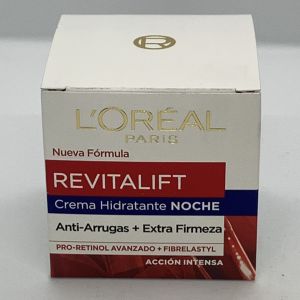 R
L'ORÉAL
PARIS
Nueva Fórmula
REVITALIFT
Crema Hidratante NOCHE
Anti-Arrugas + Extra Firmeza
PRO-RETINOL AVANZADO + FIBRELASTYL
ACCIÓN INTENSA